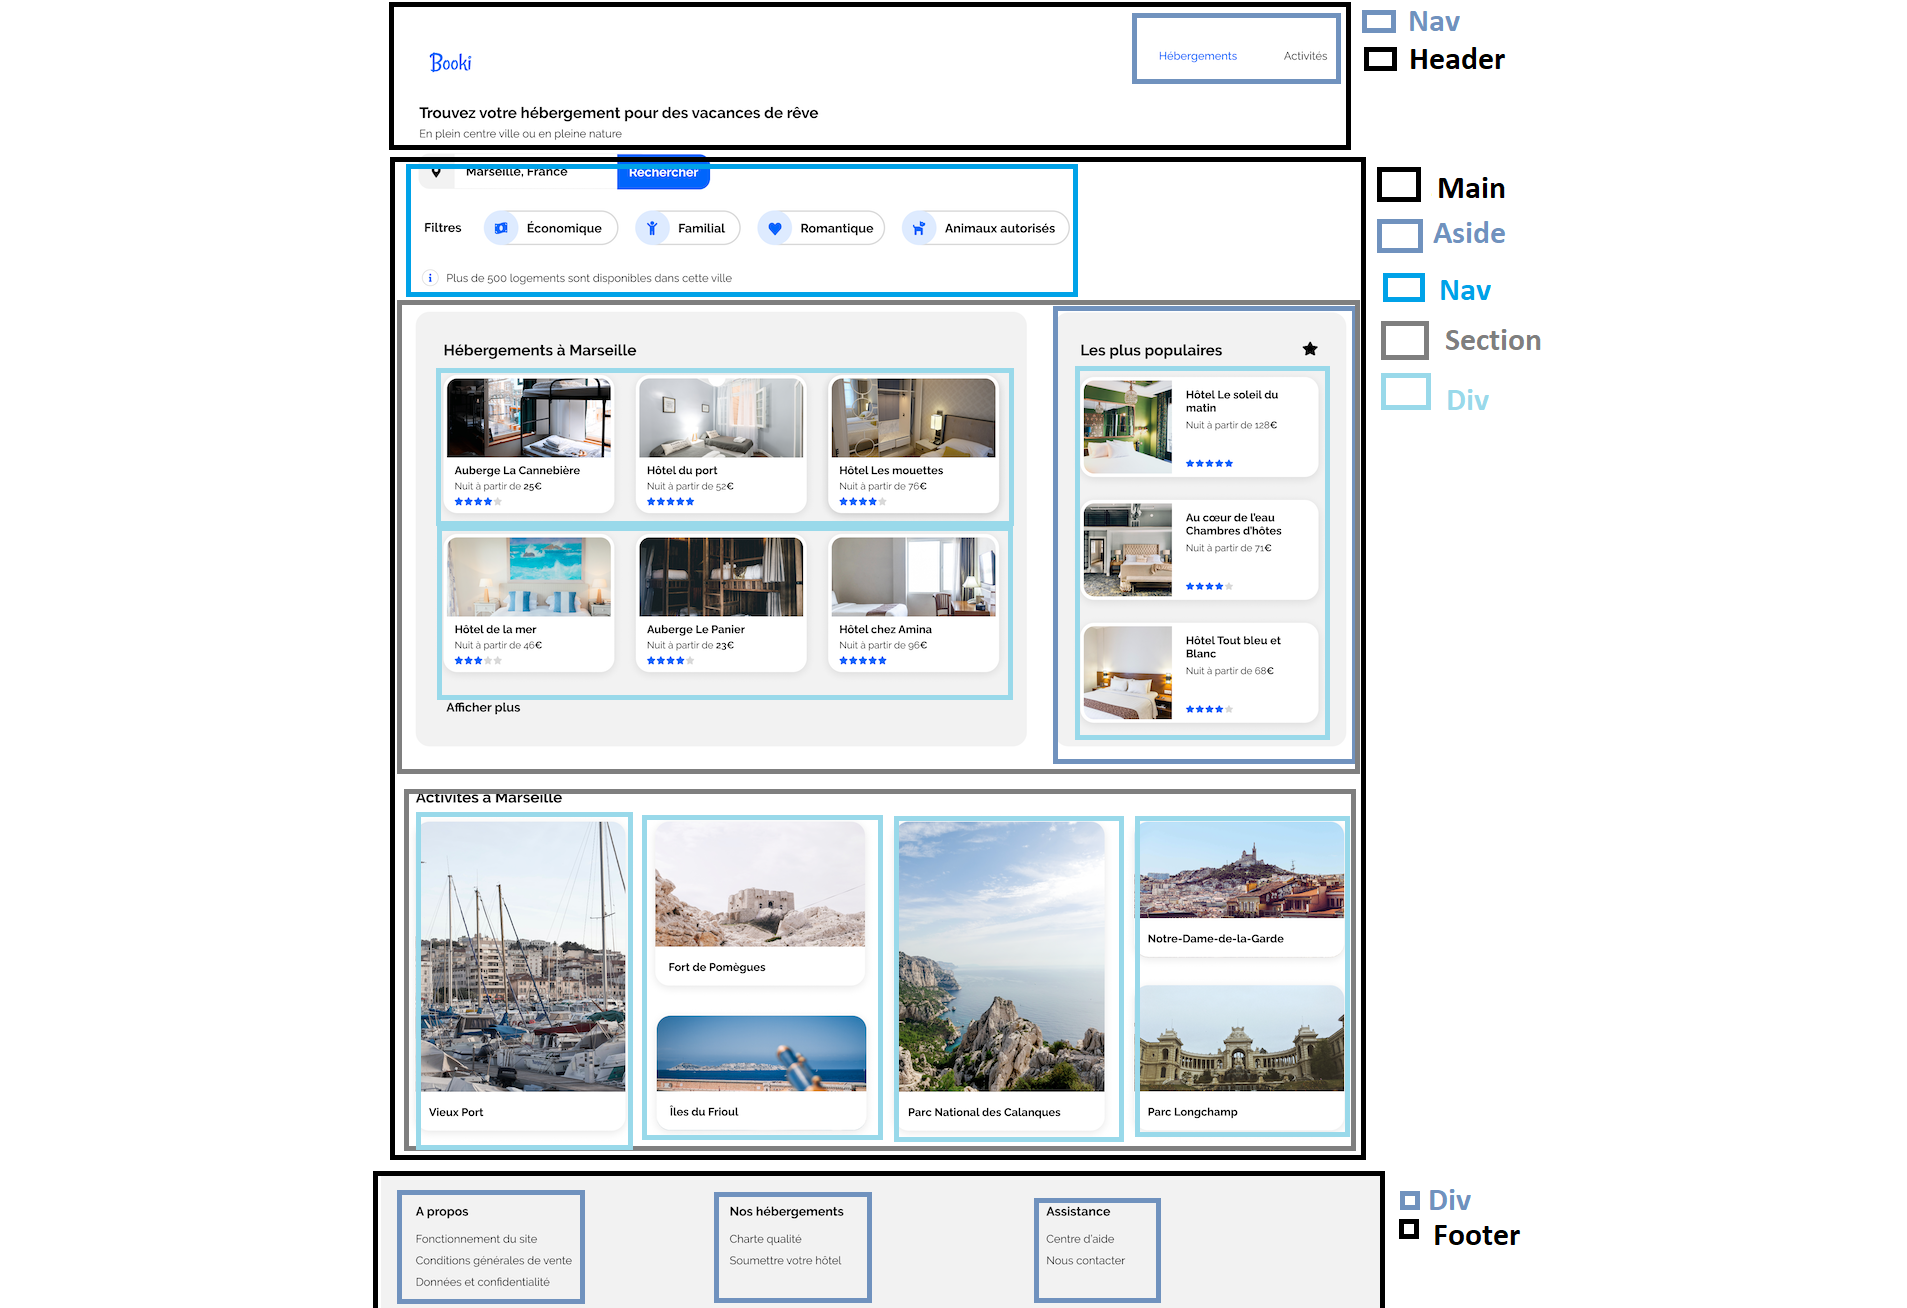 Nav
Header
Booki
Hébergements
Activités
Trouvez votre hébergement pour des vacances de rêve
En plein centre ville ou en pleine nature
Marseille, France
Rechercher
Main
Aside
Nav
Section
Div
Filtres
Économique
Familial
Romantique
Animaux autorisés
Plus de 500 logements sont disponibles dans cette ville
Hébergements à Marseille
Auberge La Cannebière
Nuit à partir de 25€
Hôtel du port
Nuit à partir de 52€
Hôtel Les mouettes
Nuit à partir de 76€
Hôtel de la mer
Nuit à partir de 46€
Auberge Le Panier
Nuit à partir de 23€
Hôtel chez Amina
Nuit à partir de 96€
Afficher plus
Les plus populaires
Hôtel Le soleil du
matin
Nuit à partir de 128€
Au cœur de l'eau
Chambres d'hôtes
Nuit à partir de 71€
Hôtel Tout bleu et
Blanc
Nuit à partir de 68€
Activités à Marseille
Vieux Port
Fort de Pomègues
Îles du Frioul
Parc National des Calanques
Notre-Dame-de-la-Garde
Parc Longchamp
Div
Footer
A propos
Fonctionnement du site
Conditions générales de vente
Données et confidentialité
Nos hébergements
Charte qualité
Soumettre votre hôtel
Assistance
Centre d'aide
Nous contacter